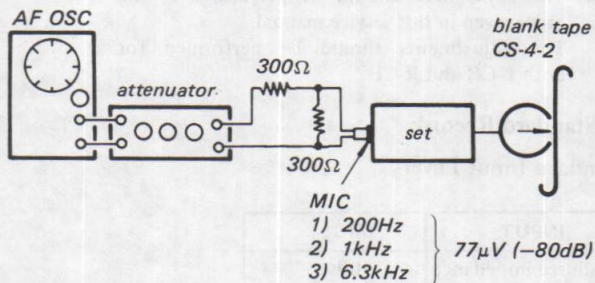 AF OSC
blank tape
CS-4-2
attenuator
300Ω
300Ω
set
MIC
1) 200Hz
2) 1kHz
3) 6.3kHz
77μV (−80dB)